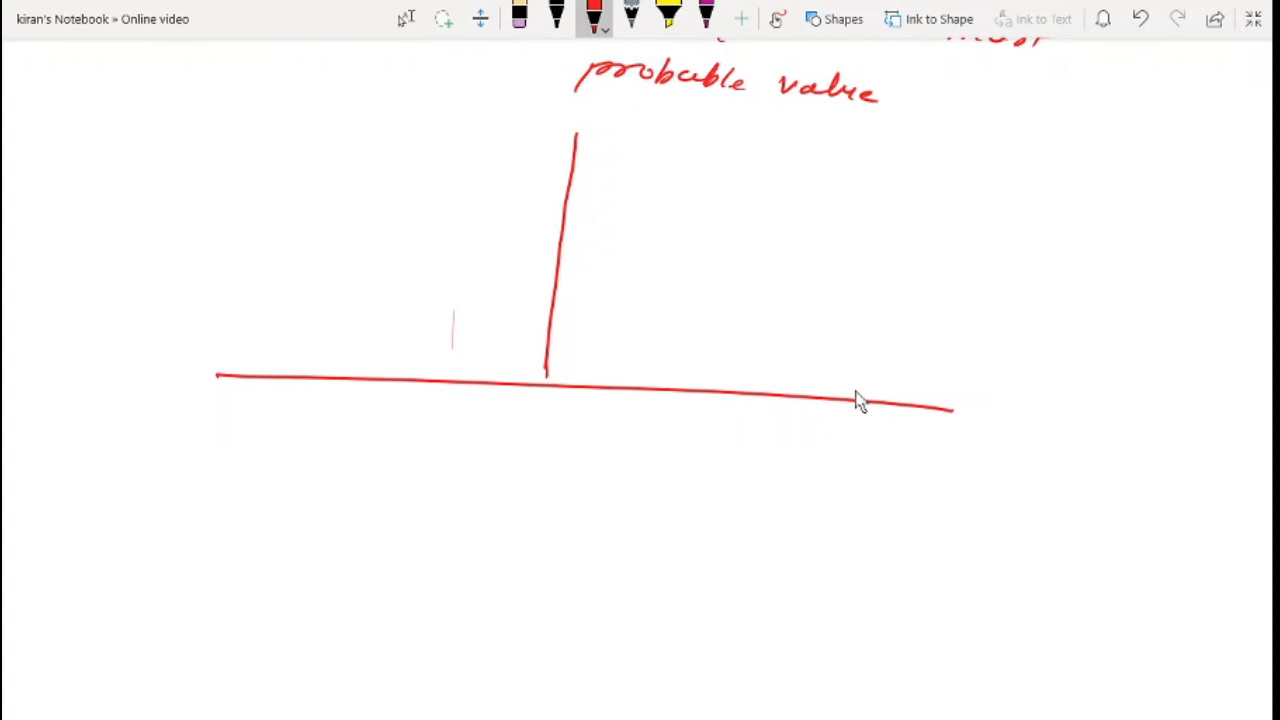 kiran's Notebook » Online video
Shapes
Ink to Shape
Ink to Text
probable value